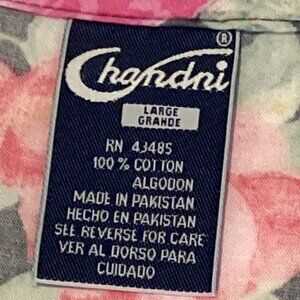 Chandni ®
LARGE
GRANDE
RN 43485
100 % COTTON
ALGODON
MADE IN PAKISTAN
HECHO EN PAKISTAN
SEE REVERSE FOR CARE
VER AL DORSO PARA
CUIDADO